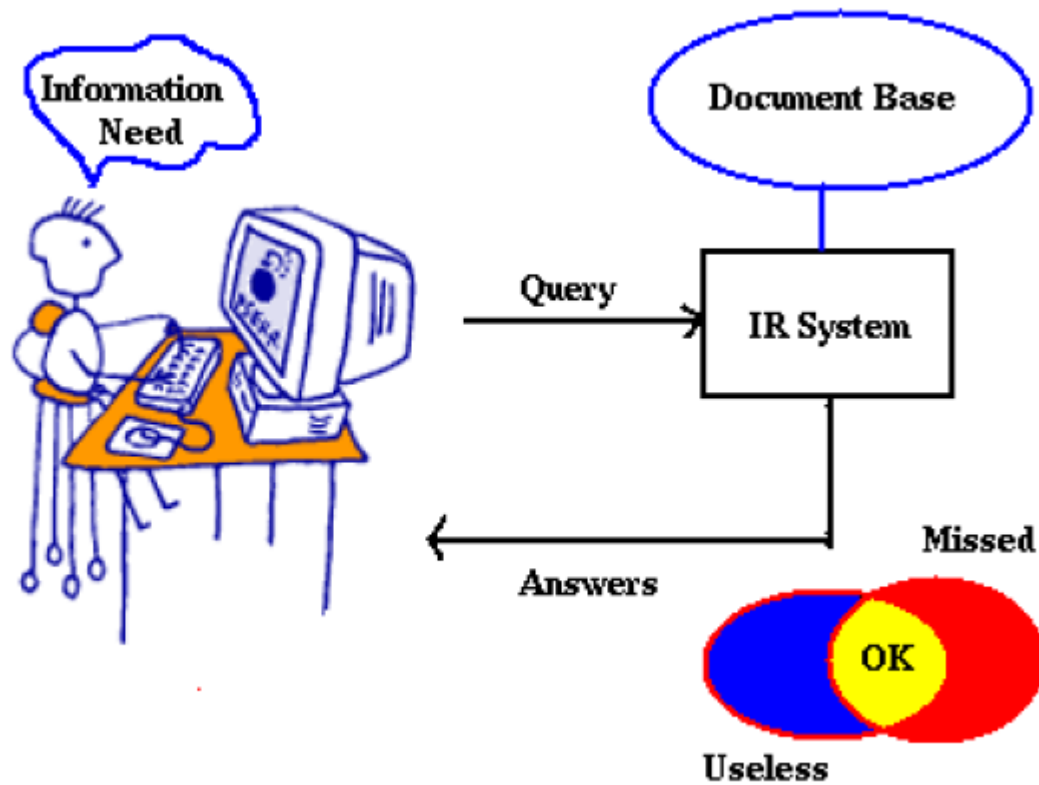 Information
Need
Document Base
Query
IR System
Answers
Missed
OK
Useless